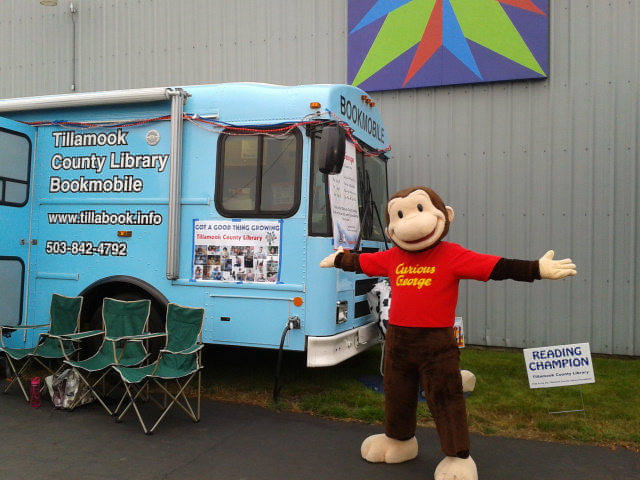 BOOKMOBILE
Tillamook
County Library
Bookmobile
www.tillabook.info
503-842-4792
GOT A GOOD THING GROWING
Tillamook County Library
Curious
George
READING
CHAMPION
Tillamook County Library